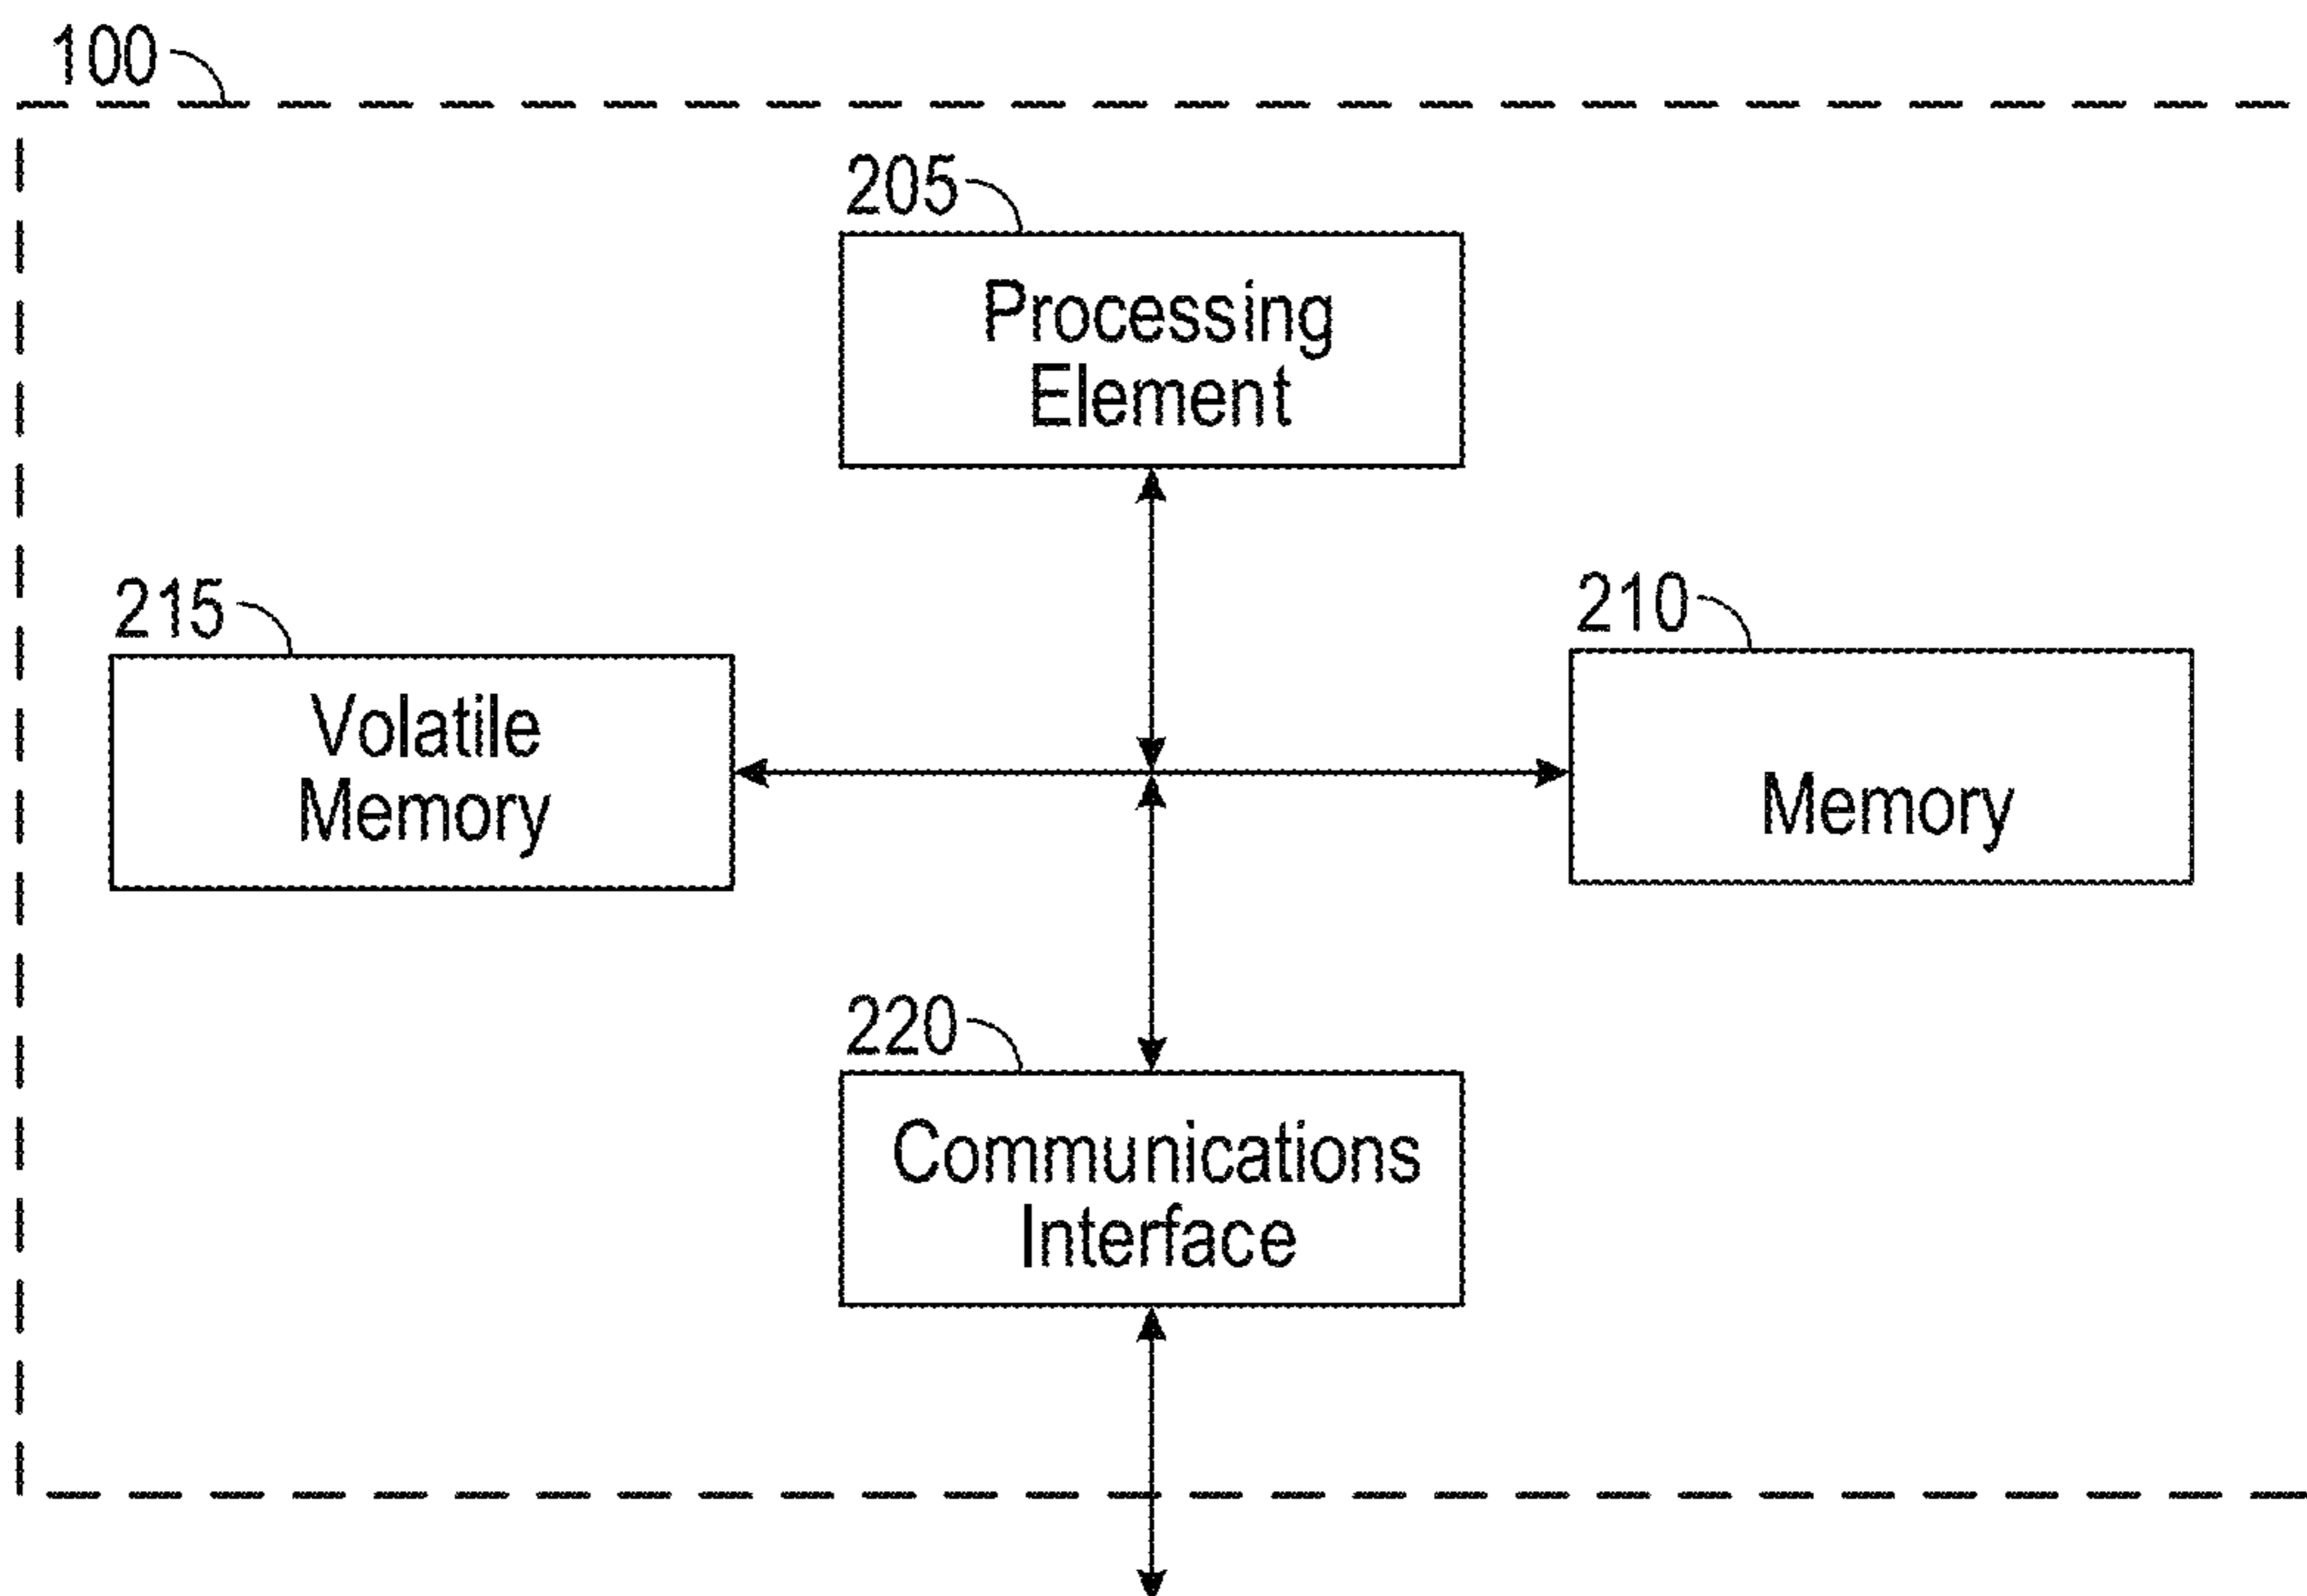 100
205
Processing
Element
215
Volatile
Memory
210
Memory
220
Communications
Interface